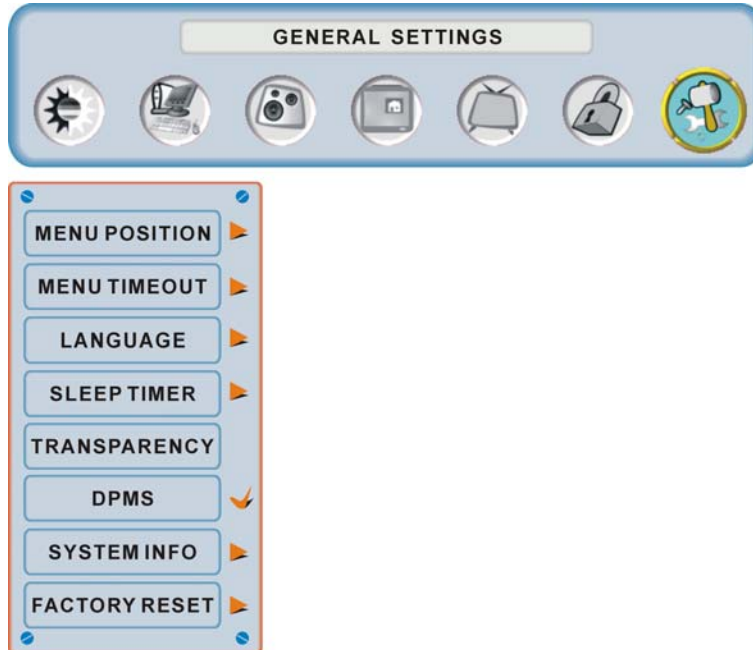 GENERAL SETTINGS
MENU POSITION
MENU TIMEOUT
LANGUAGE
SLEEP TIMER
TRANSPARENCY
DPMS
SYSTEM INFO
FACTORY RESET